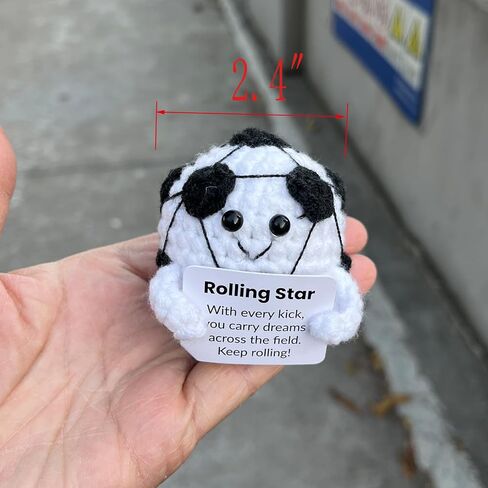 2.4"
Rolling Star
With every kick,
you carry dreams
across the field.
Keep rolling!